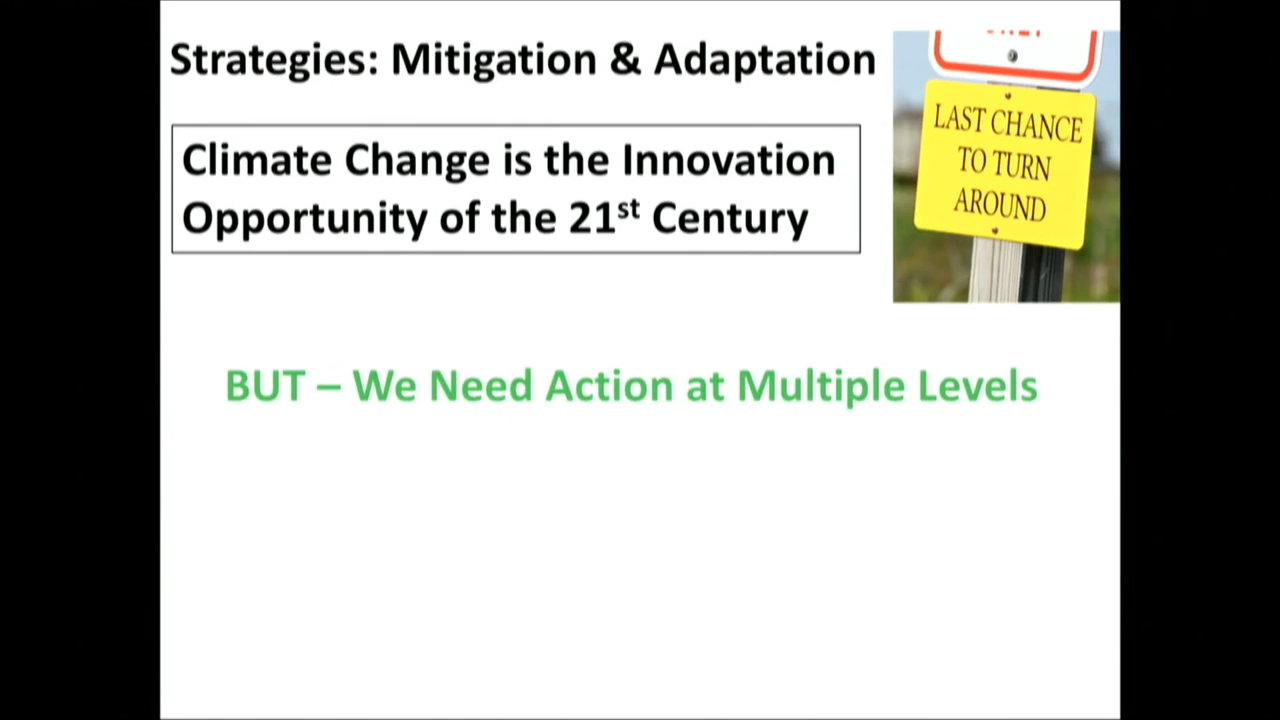 Strategies: Mitigation & Adaptation
Climate Change is the Innovation
Opportunity of the 21st Century
LAST CHANCE
TO TURN
AROUND
BUT – We Need Action at Multiple Levels